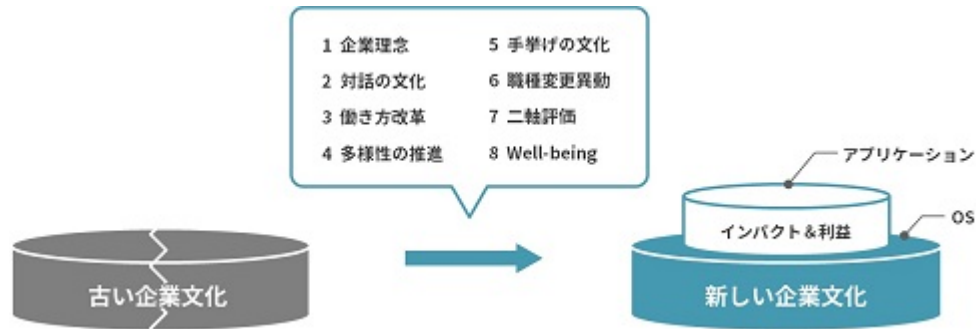 1 企業理念
2 対話の文化
3 働き方改革
4 多様性の推進
5 手挙げの文化
6 職種変更異動
7 二軸評価
8 Well-being
アプリケーション
OS
インパクト＆利益
古い企業文化
新しい企業文化